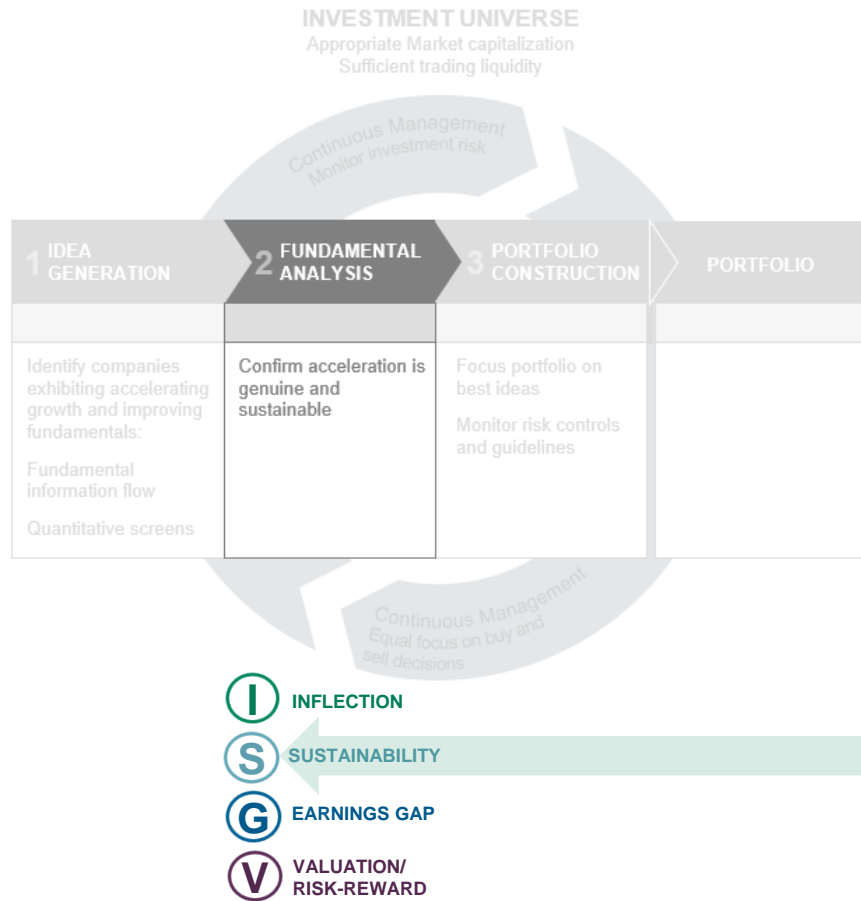 INVESTMENT UNIVERSE
Appropriate Market capitalization
Sufficient trading liquidity
Continuous Management
Monitor investment risk
1 IDEA
GENERATION
2 FUNDAMENTAL
ANALYSIS
3 PORTFOLIO
CONSTRUCTION
PORTFOLIO
Identify companies
exhibiting accelerating
growth and improving
fundamentals:
Fundamental
information flow
Quantitative screens
Confirm acceleration is
genuine and
sustainable
Focus portfolio on
best ideas
Monitor risk controls
and guidelines
Continuous Management
Equal focus on buy and
sell decisions
I INFLECTION
S SUSTAINABILITY
G EARNINGS GAP
V VALUATION/
RISK-REWARD